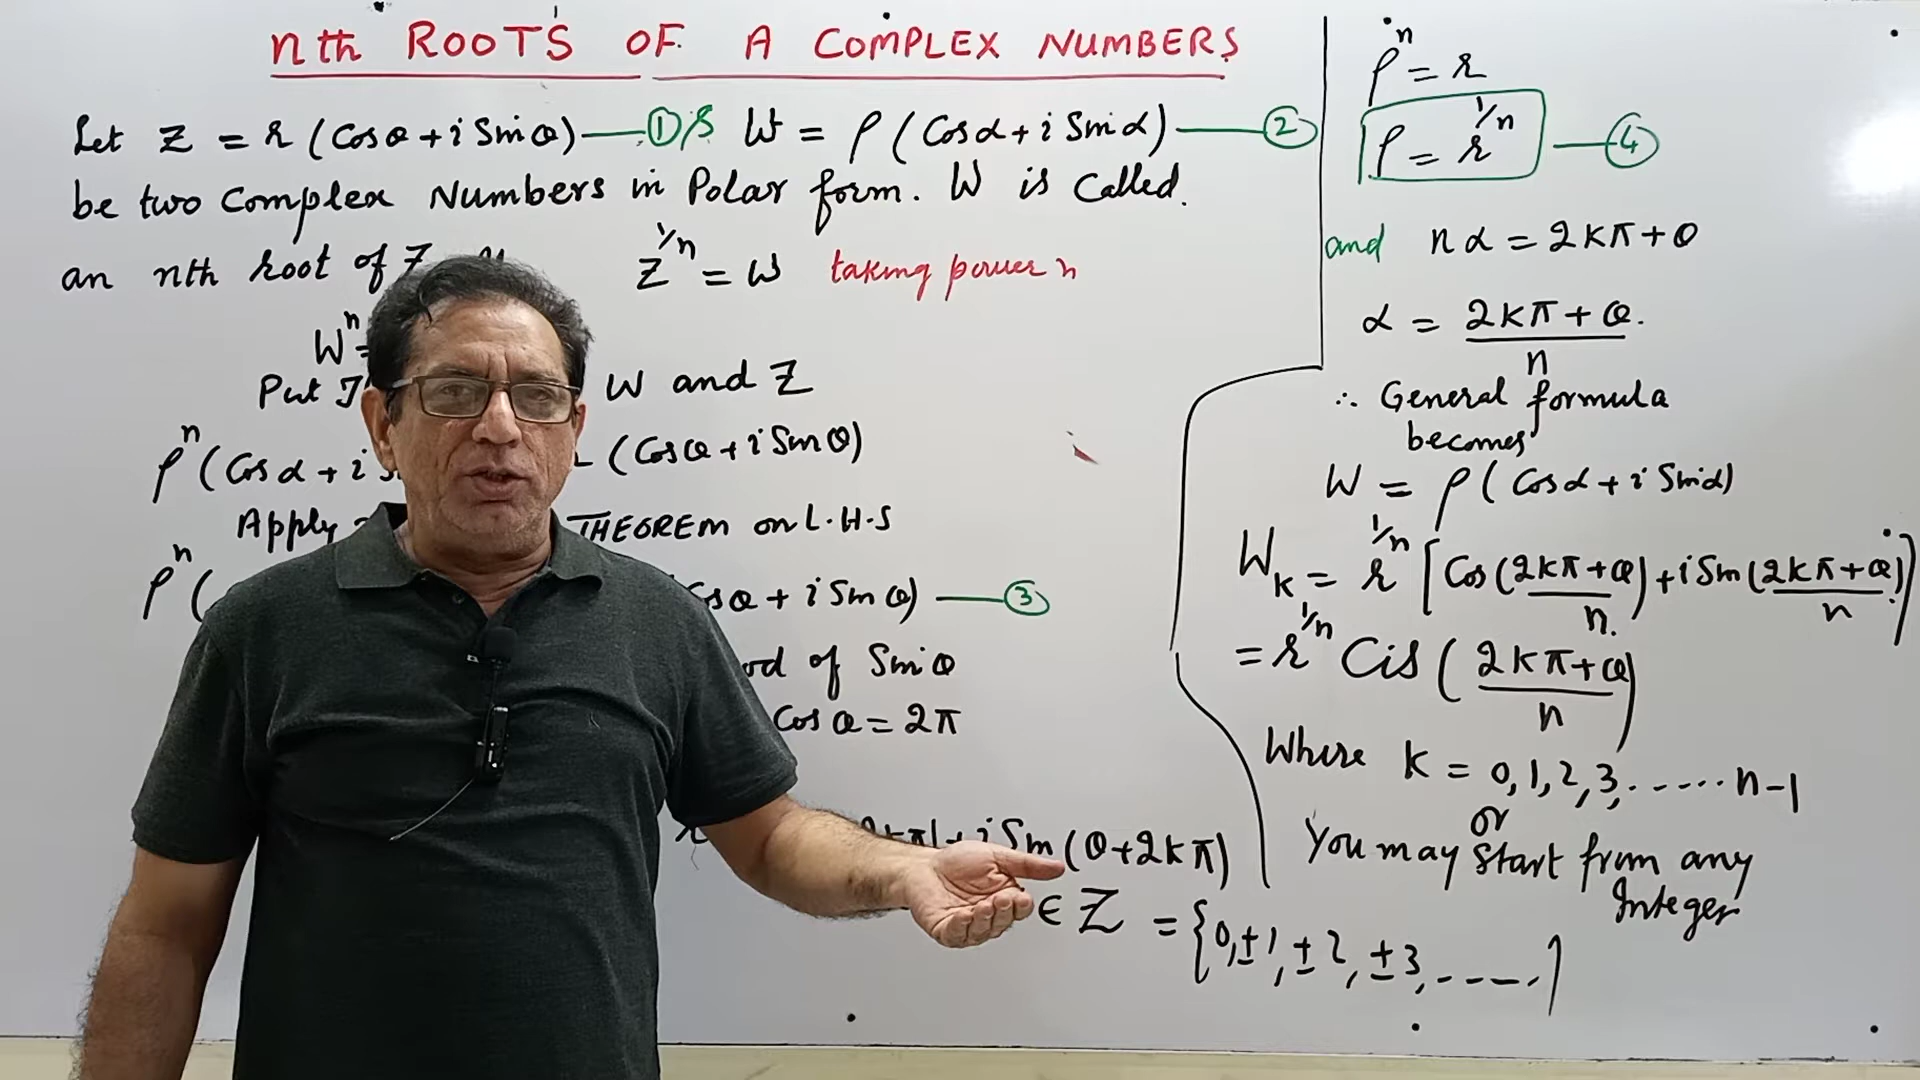 nth ROOTS OF A COMPLEX NUMBERS
Let Z = r (Cosθ + i Sinθ) — ① & W = ρ (Cosα + i Sinα) — ②
be two Complex Numbers in Polar form. W is Called.
an nth root of Z Z^1/n = W taking power n
W^n =
Put W and Z
ρ^n (Cosα + i (Cosθ + i Sinθ)
Apply THEOREM on L.H.S
ρ^n ( θ + i Sinθ) — ③
of Sinθ
Cosθ = 2π
+ i Sin (θ + 2kπ)
∈ Z = {0, ±1, ±2, ±3, -----.}
ρ^n = r
ρ = r^1/n — ④
and nα = 2kπ + θ
α = (2kπ + θ)/n
∴ General formula
becomes
W = ρ (Cosα + i Sinα)
W_k = r^1/n [Cos (2kπ + θ)/n + i Sin (2kπ + θ)/n]
= r^1/n Cis ((2kπ + θ)/n)
Where k = 0, 1, 2, 3, ...... n-1
or
You may Start from any
Integer